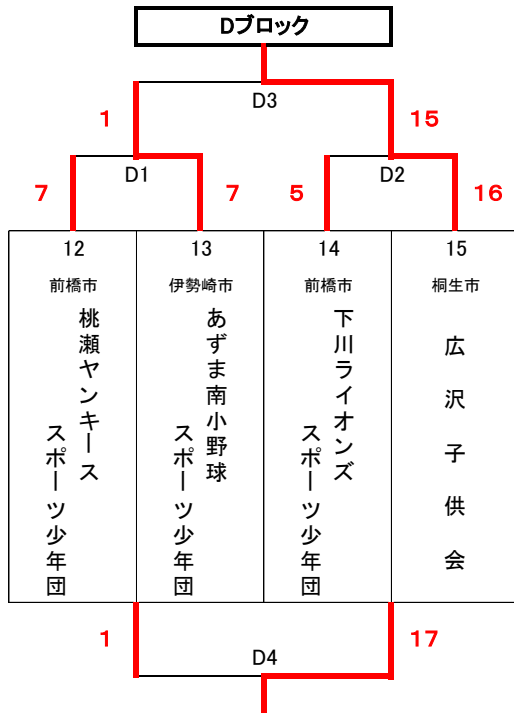 Dブロック
D3
1
15
D1
D2
7
7
5
16
12
13
14
15
前橋市
伊勢崎市
前橋市
桐生市
桃瀬ヤンキース
スポーツ少年団
あずま南小野球
スポーツ少年団
下川ライオンズ
スポーツ少年団
広沢子供会
1
17
D4